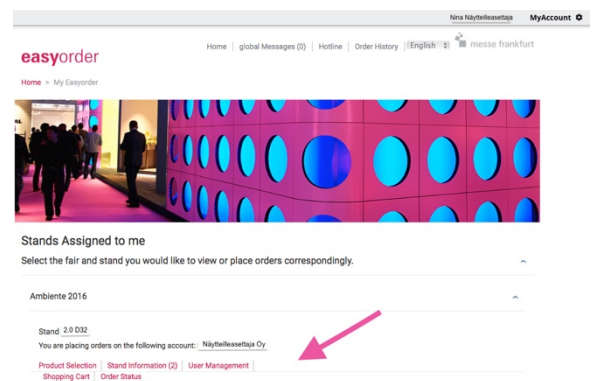 Nina Näytteilleasettaja MyAccount
easyorder
Home | global Messages (0) | Hotline | Order History | English
messe frankfurt
Home > My Easyorder
Stands Assigned to me
Select the fair and stand you would like to view or place orders correspondingly.
Ambiente 2016
Stand 2.0 D32
You are placing orders on the following account: Näytteilleasettaja Oy
Product Selection | Stand Information (2) | User Management |
Shopping Cart | Order Status